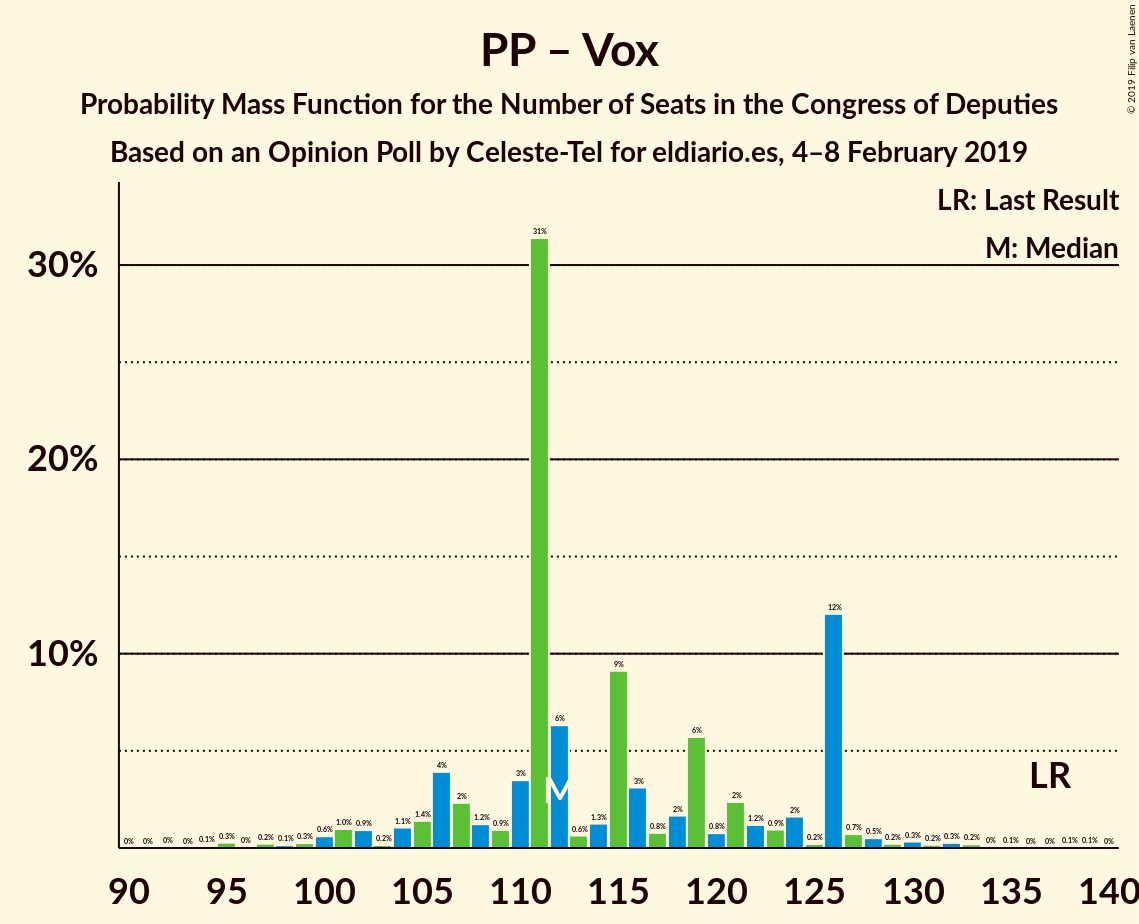 PP – Vox
Probability Mass Function for the Number of Seats in the Congress of Deputies
Based on an Opinion Poll by Celeste-Tel for eldiario.es, 4–8 February 2019
© 2019 Filip van Laenen
LR: Last Result
M: Median
30%
20%
10%
0% 0% 0% 0% 0.1% 0.3% 0% 0.2% 0.1% 0.3% 0.6% 1.0% 0.9% 0.2% 1.1% 1.4% 4% 2% 1.2% 0.9% 3% 31% 6% 0.6% 1.3% 9% 3% 0.8% 2% 6% 0.8% 2% 1.2% 0.9% 2% 0.2% 12% 0.7% 0.5% 0.2% 0.3% 0.2% 0.3% 0.2% 0% 0.1% 0% 0% 0.1% 0.1% 0%
M
LR
90 95 100 105 110 115 120 125 130 135 140